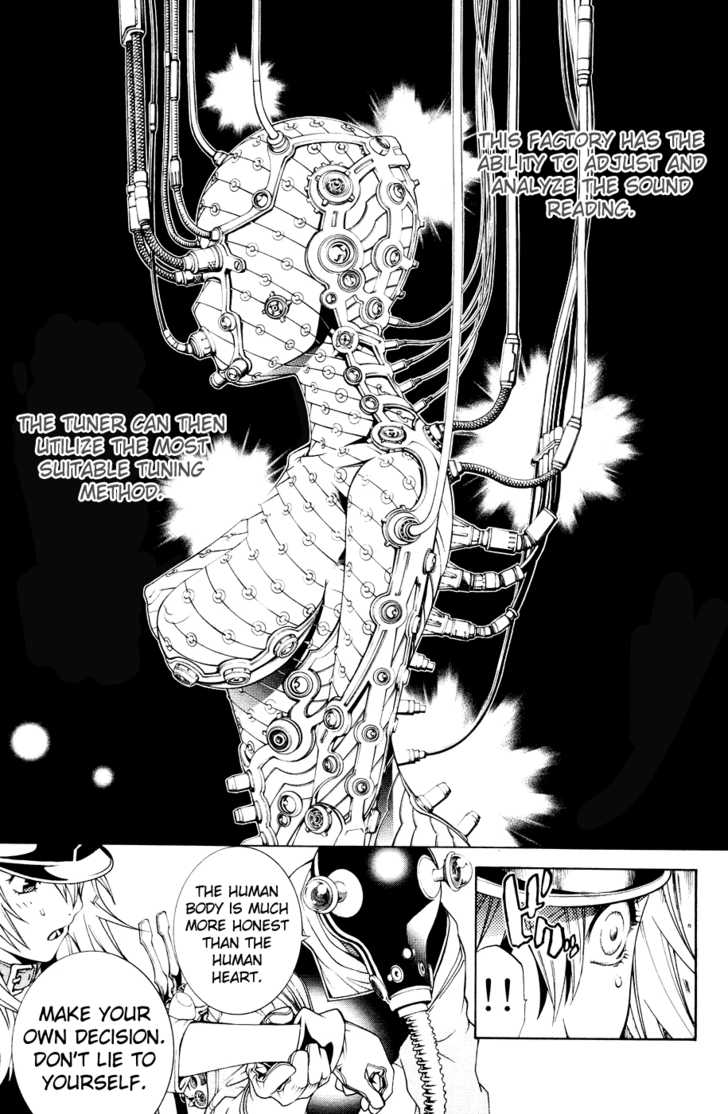 THIS FACTORY HAS THE
ABILITY TO ADJUST AND
ANALYZE THE SOUND
READING.
THE TUNER CAN THEN
UTILIZE THE MOST
SUITABLE TUNING
METHOD.
!!
THE HUMAN
BODY IS MUCH
MORE HONEST
THAN THE
HUMAN
HEART.
MAKE YOUR
OWN DECISION.
DON'T LIE TO
YOURSELF.